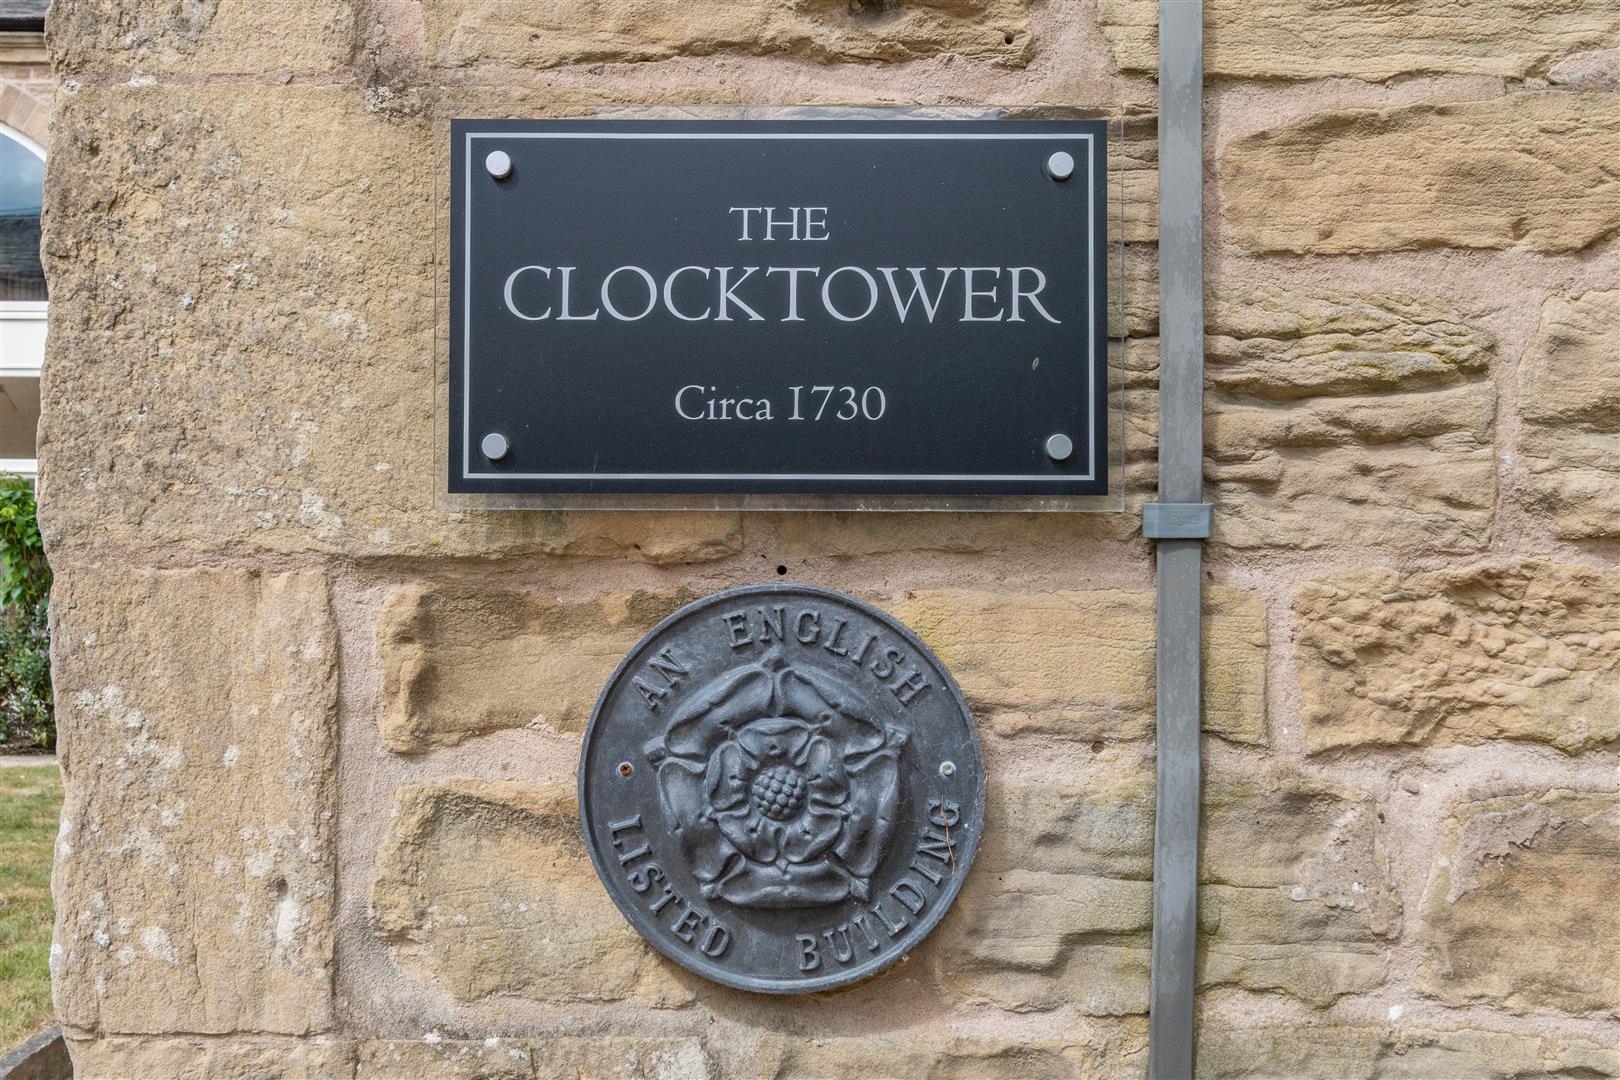 THE
CLOCKTOWER
Circa 1730
AN ENGLISH
LISTED BUILDING